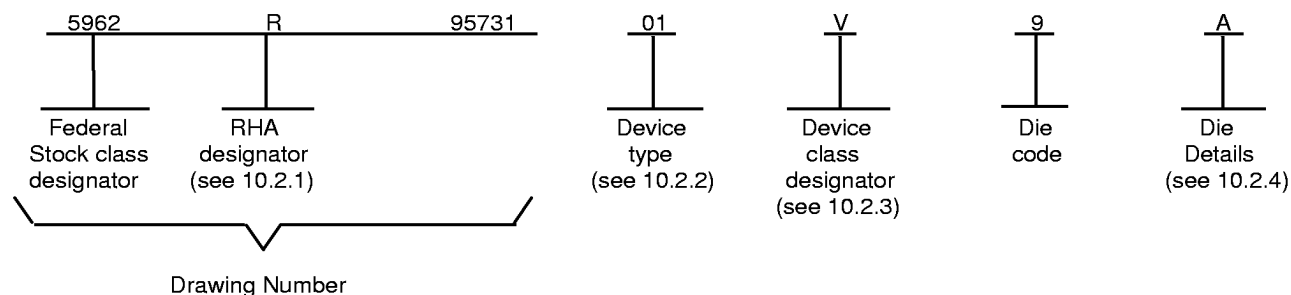 5962 R 95731 01 V 9 A
Federal RHA Device Device Die Die
Stock class designator type class code Details
designator (see 10.2.1) (see 10.2.2) designator (see 10.2.4)
(see 10.2.3)
Drawing Number